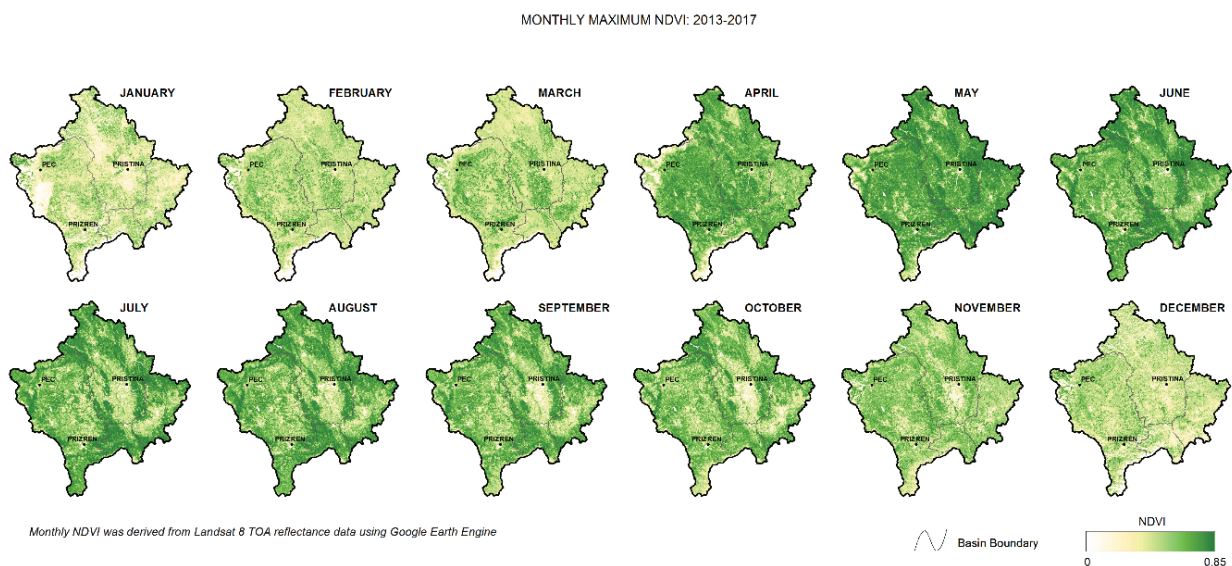 MONTHLY MAXIMUM NDVI: 2013-2017
JANUARY
FEBRUARY
MARCH
APRIL
MAY
JUNE
PEC
PRISTINA
PRIZREN
PEC
PRISTINA
PRIZREN
PEC
PRISTINA
PRIZREN
PEC
PRISTINA
PRIZREN
PEC
PRISTINA
PRIZREN
PEC
PRISTINA
PRIZREN
JULY
AUGUST
SEPTEMBER
OCTOBER
NOVEMBER
DECEMBER
PEC
PRISTINA
PRIZREN
PEC
PRISTINA
PRIZREN
PEC
PRISTINA
PRIZREN
PEC
PRISTINA
PRIZREN
PEC
PRISTINA
PRIZREN
PEC
PRISTINA
PRIZREN
Monthly NDVI was derived from Landsat 8 TOA reflectance data using Google Earth Engine
Basin Boundary
NDVI
0
0.85